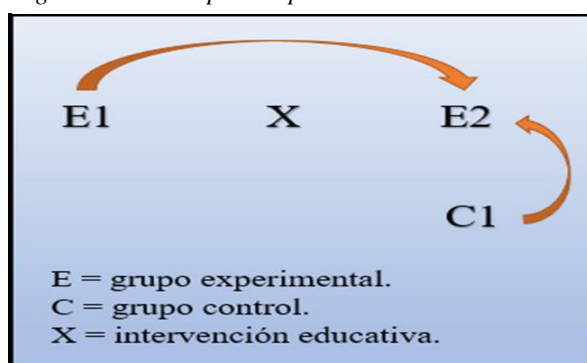 E1 X E2
C1
E = grupo experimental.
C = grupo control.
X = intervención educativa.